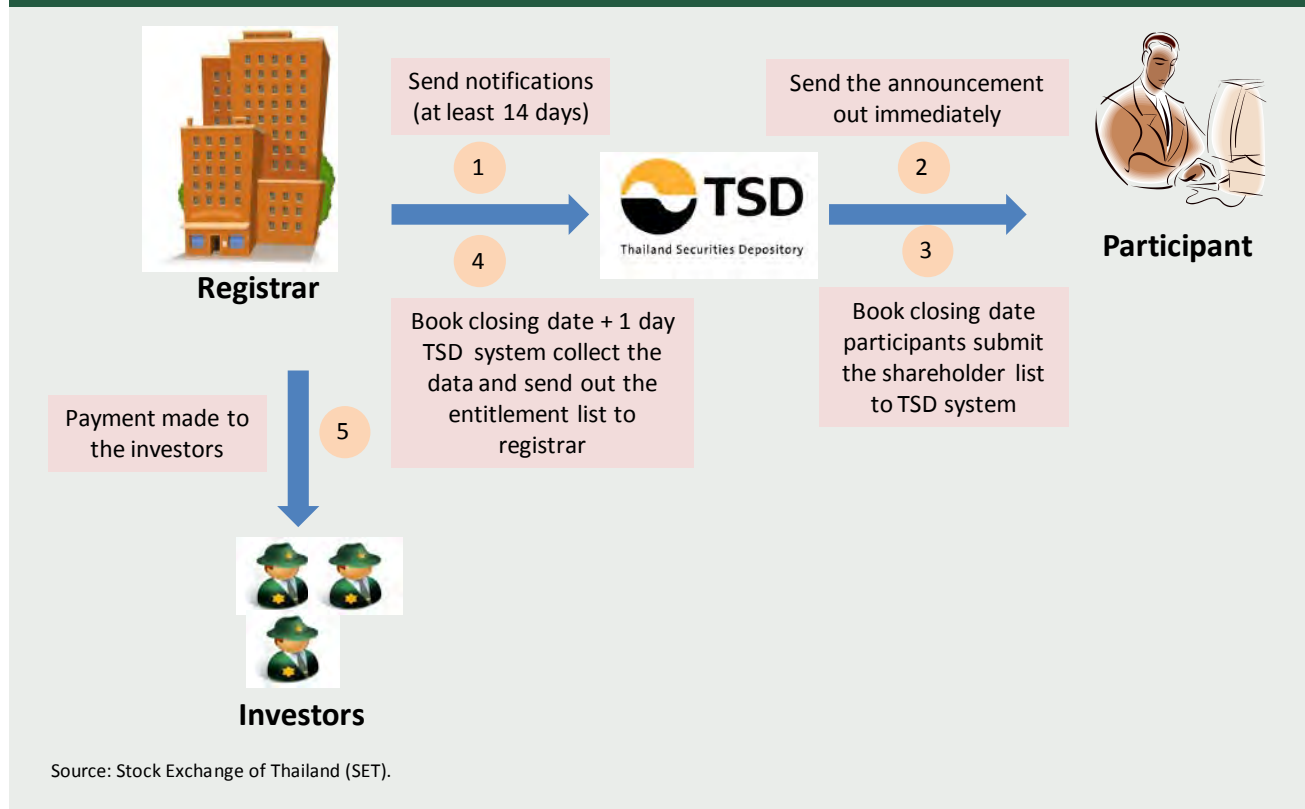 Send notifications
(at least 14 days)
Send the announcement
out immediately
1
2
TSD
Thailand Securities Depository
Participant
Registrar
4
3
Book closing date + 1 day
TSD system collect the
data and send out the
entitlement list to
registrar
Book closing date
participants submit
the shareholder list
to TSD system
Payment made to
the investors
5
Investors
Source: Stock Exchange of Thailand (SET).